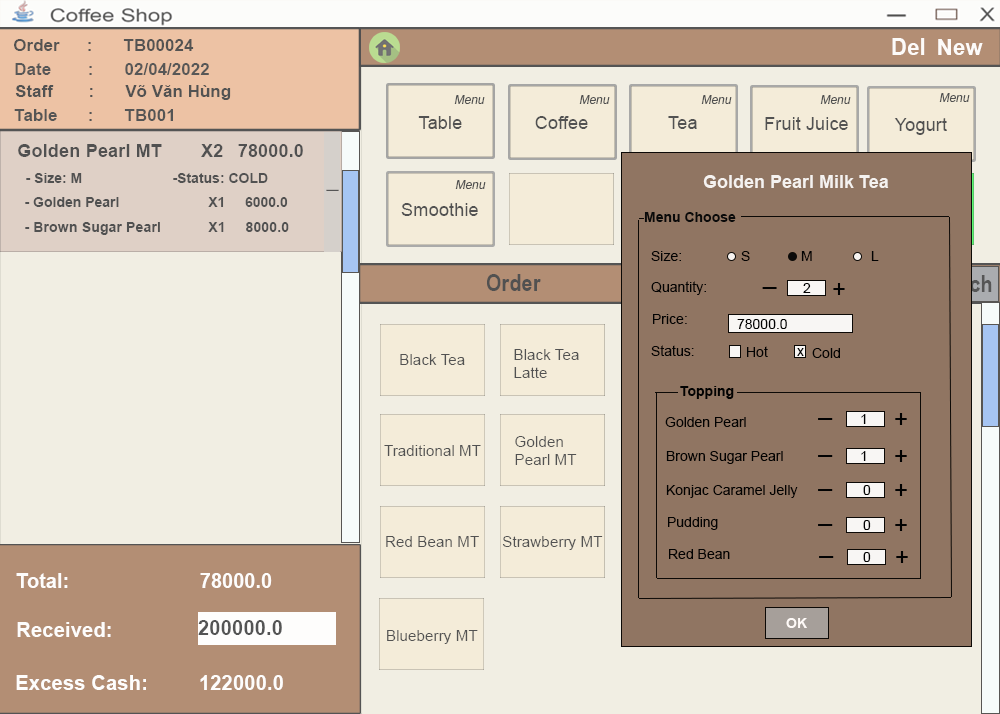 Coffee Shop
Order : TB00024
Date : 02/04/2022
Staff : Võ Văn Hùng
Table : TB001
Golden Pearl MT X2 78000.0
- Size: M -Status: COLD
- Golden Pearl X1 6000.0
- Brown Sugar Pearl X1 8000.0
Total: 78000.0
Received: 200000.0
Excess Cash: 122000.0
Del New
Menu
Table
Menu
Coffee
Menu
Tea
Menu
Fruit Juice
Menu
Yogurt
Menu
Smoothie
Order
ch
Black Tea
Black Tea
Latte
Traditional MT
Golden
Pearl MT
Red Bean MT
Strawberry MT
Blueberry MT
Golden Pearl Milk Tea
Menu Choose
Size: S M L
Quantity: — 2 +
Price: 78000.0
Status: Hot x Cold
Topping
Golden Pearl — 1 +
Brown Sugar Pearl — 1 +
Konjac Caramel Jelly — 0 +
Pudding — 0 +
Red Bean — 0 +
OK